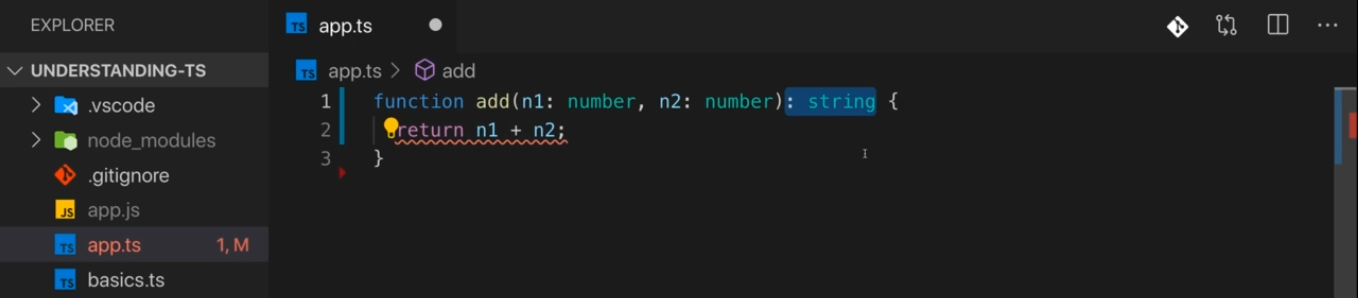 EXPLORER
UNDERSTANDING-TS
.vscode
node_modules
.gitignore
JS app.js
TS app.ts 1, M
TS basics.ts
TS app.ts
TS app.ts > add
1 function add(n1: number, n2: number): string {
2 return n1 + n2;
3 }